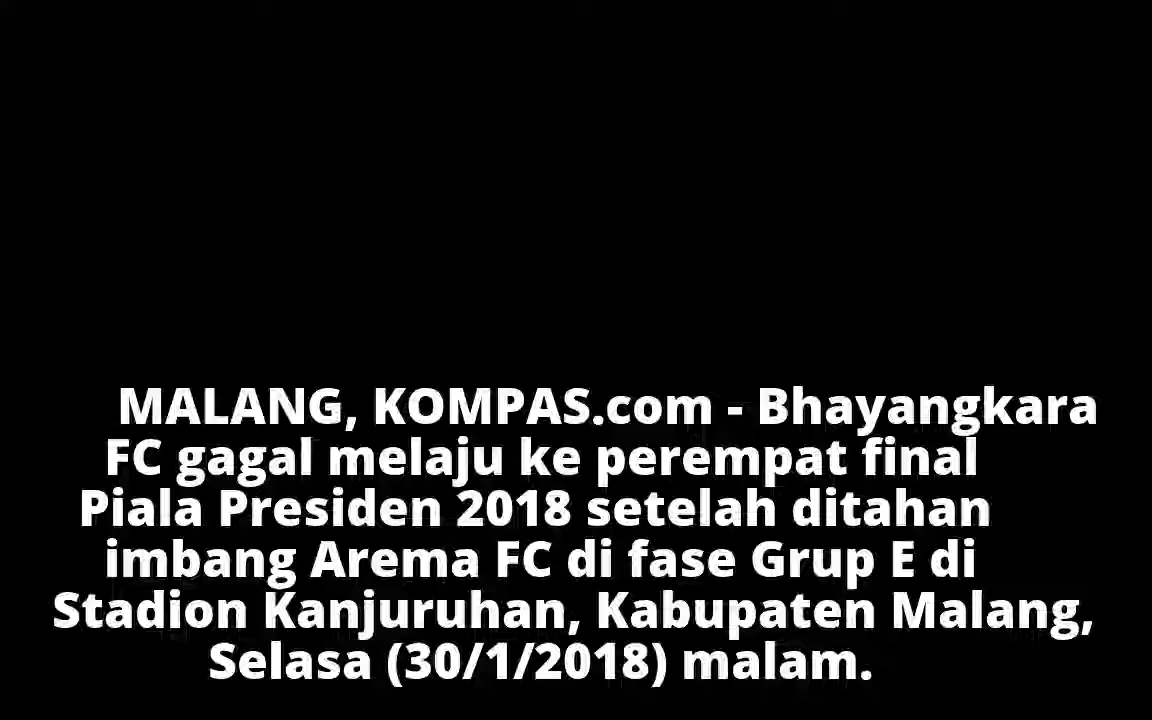 MALANG, KOMPAS.com - Bhayangkara
FC gagal melaju ke perempat final
Piala Presiden 2018 setelah ditahan
imbang Arema FC di fase Grup E di
Stadion Kanjuruhan, Kabupaten Malang,
Selasa (30/1/2018) malam.